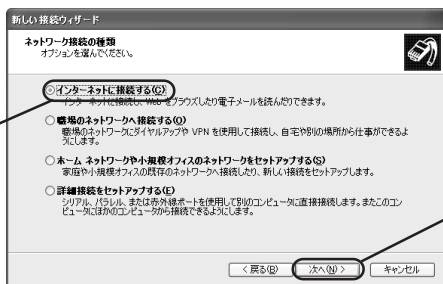 新しい接続ウィザード
ネットワーク接続の種類
オプションを選んでください。
インターネットに接続する(C)
インターネットに接続し、Web をブラウズしたり電子メールを読んだりできます。
職場のネットワークへ接続する(O)
職場のネットワークにダイヤルアップや VPN を使用して接続し、自宅や別の場所から仕事ができるよ
うにします。
ホーム ネットワークや小規模オフィスのネットワークをセットアップする(S)
家庭や小規模オフィスの既存のネットワークへ接続したり、新しい接続をセットアップします。
詳細接続をセットアップする(E)
シリアル、パラレル、または赤外線ポートを使用して別のコンピュータに直接接続します。またこのコン
ピュータにほかのコンピュータから接続できるようにします。
< 戻る(B) 次へ(N) > キャンセル